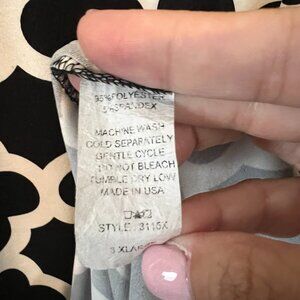 95%POLYESTER
5%SPANDEX
MACHINE WASH
COLD SEPARATELY
GENTLE CYCLE
DO NOT BLEACH
TUMBLE DRY LOW
MADE IN USA
STYLE: 3115X